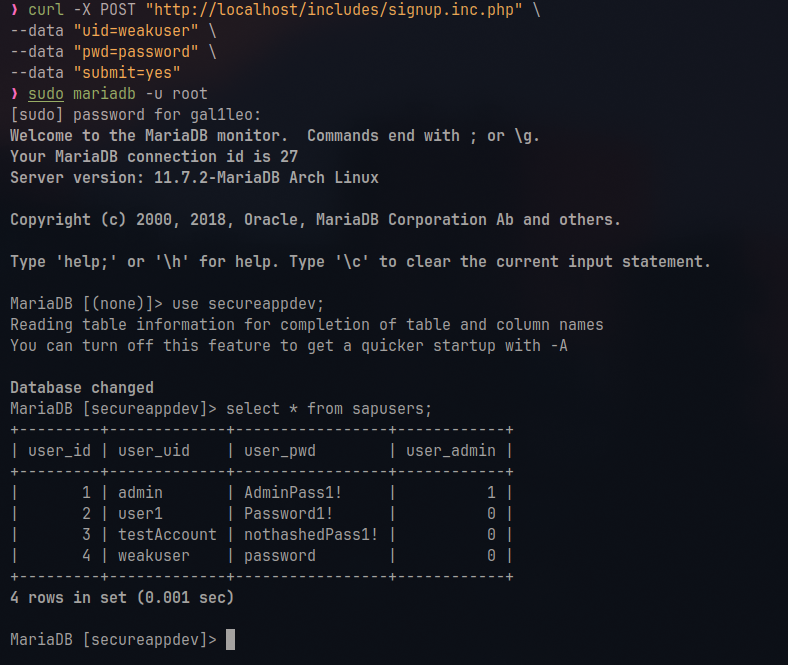 ❯ curl -X POST "http://localhost/includes/signup.inc.php" \
--data "uid=weakuser" \
--data "pwd=password" \
--data "submit=yes"
❯ sudo mariadb -u root
[sudo] password for gal1leo:
Welcome to the MariaDB monitor.  Commands end with ; or \g.
Your MariaDB connection id is 27
Server version: 11.7.2-MariaDB Arch Linux

Copyright (c) 2000, 2018, Oracle, MariaDB Corporation Ab and others.

Type 'help;' or '\h' for help. Type '\c' to clear the current input statement.

MariaDB [(none)]> use secureappdev;
Reading table information for completion of table and column names
You can turn off this feature to get a quicker startup with -A

Database changed
MariaDB [secureappdev]> select * from sapusers;
+---------+-------------+-----------------+------------+
| user_id | user_uid    | user_pwd        | user_admin |
+---------+-------------+-----------------+------------+
|       1 | admin       | AdminPass1!     |          1 |
|       2 | user1       | Password1!      |          0 |
|       3 | testAccount | nothashedPass1! |          0 |
|       4 | weakuser    | password        |          0 |
+---------+-------------+-----------------+------------+
4 rows in set (0.001 sec)

MariaDB [secureappdev]>